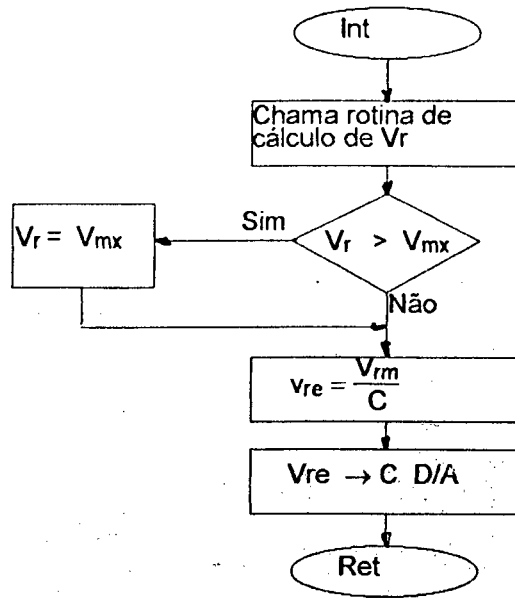 Int
Chama rotina de
cálculo de Vr
Sim
Vr = Vmx
Vr > Vmx
Não
vre = Vrm
C
Vre → C D/A
Ret